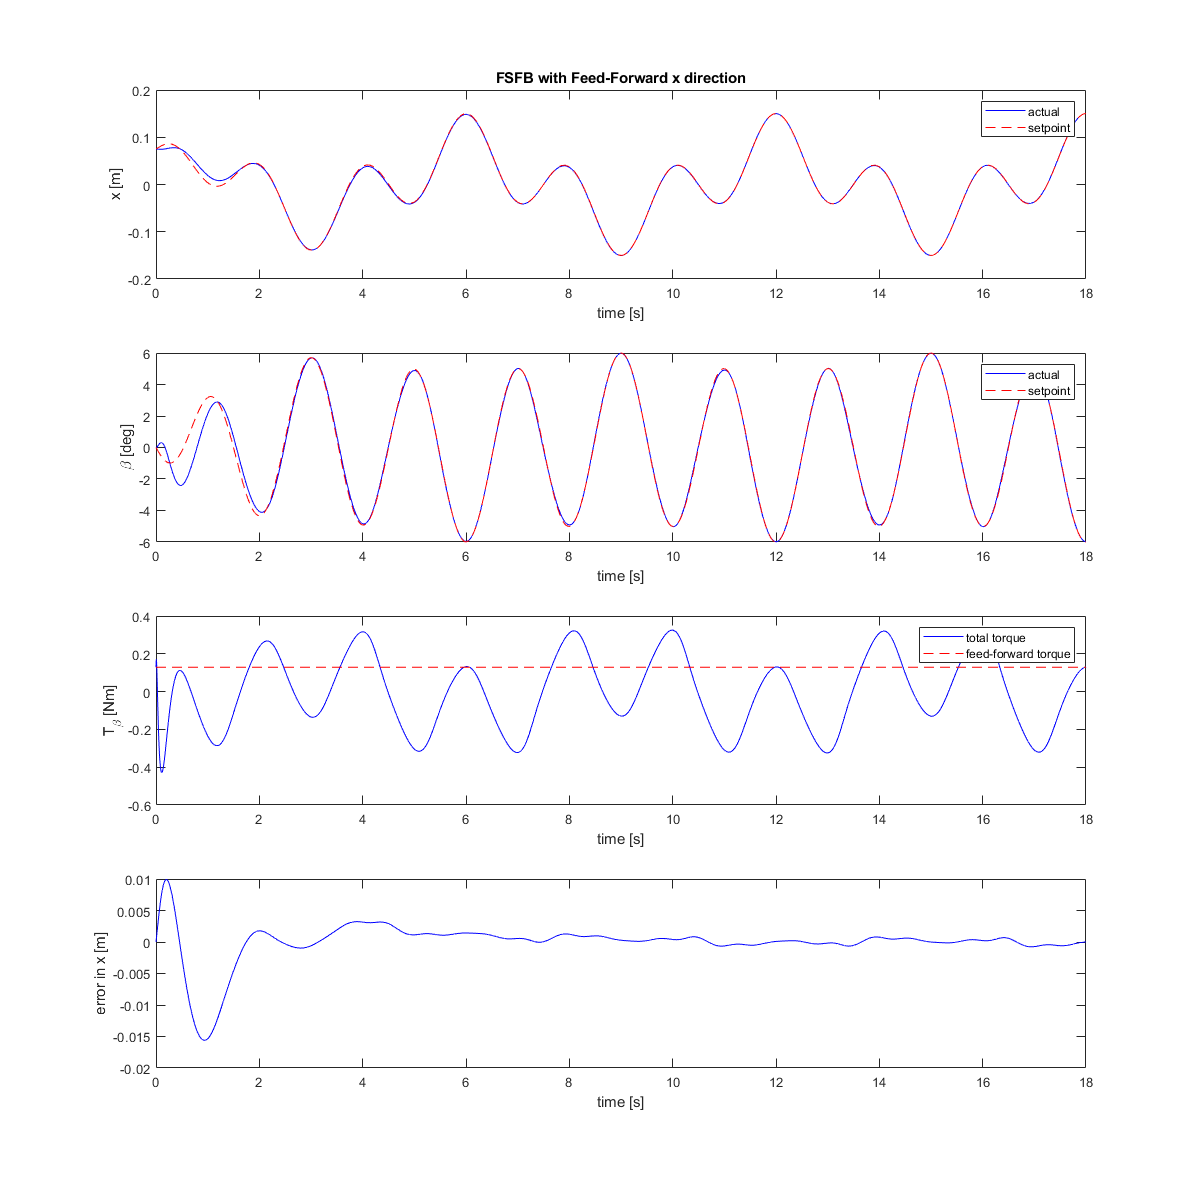 FSFB with Feed-Forward x direction
0.2
0.1
0
-0.1
-0.2
x [m]
actual
setpoint
0 2 4 6 8 10 12 14 16 18
time [s]
6
4
2
0
-2
-4
-6
β [deg]
actual
setpoint
0 2 4 6 8 10 12 14 16 18
time [s]
0.4
0.2
0
-0.2
-0.4
-0.6
T_β [Nm]
total torque
feed-forward torque
0 2 4 6 8 10 12 14 16 18
time [s]
0.01
0.005
0
-0.005
-0.01
-0.015
-0.02
error in x [m]
0 2 4 6 8 10 12 14 16 18
time [s]